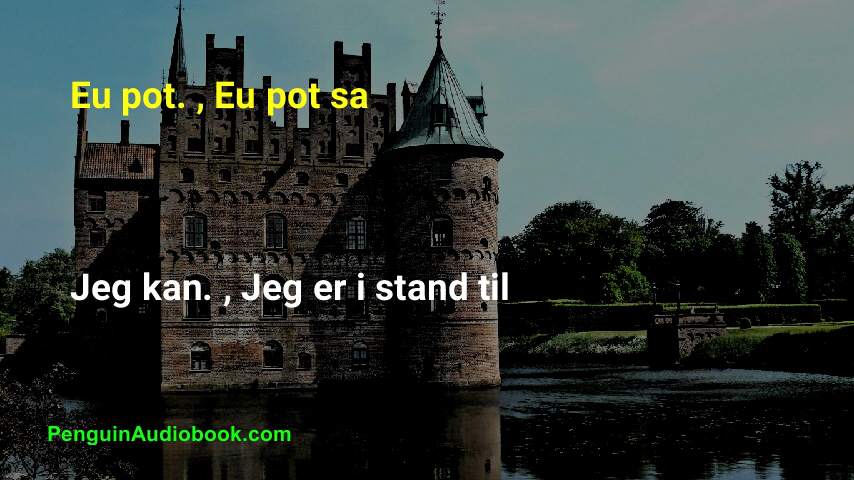 Eu pot. , Eu pot sa
Jeg kan. , Jeg er i stand til
PenguinAudiobook.com